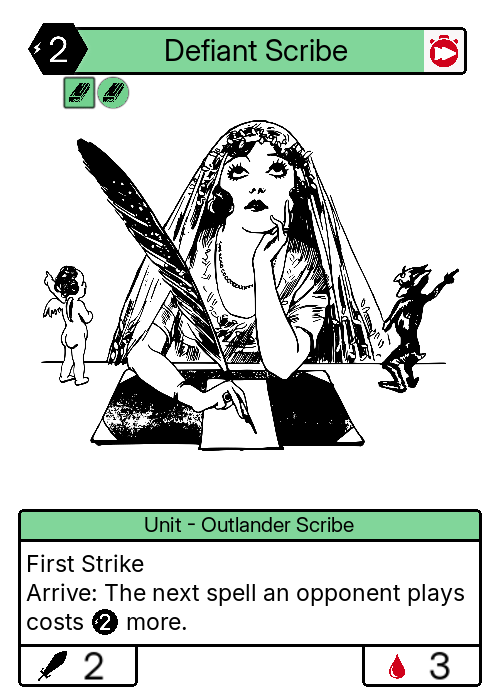 2 Defiant Scribe
Unit - Outlander Scribe
First Strike
Arrive: The next spell an opponent plays
costs 2 more.
2 3